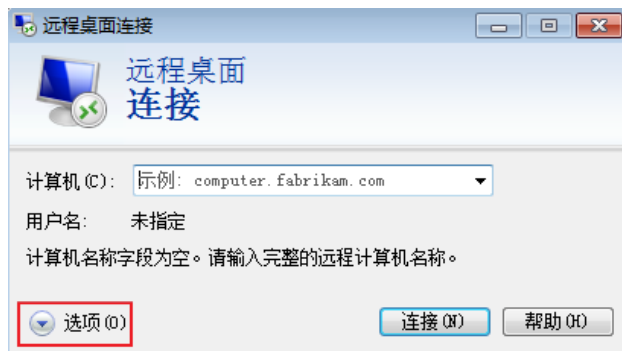 远程桌面连接
远程桌面
连接
计算机(C): 示例: computer.fabrikam.com
用户名: 未指定
计算机名称字段为空。请输入完整的远程计算机名称。
选项(O) 连接(N) 帮助(H)